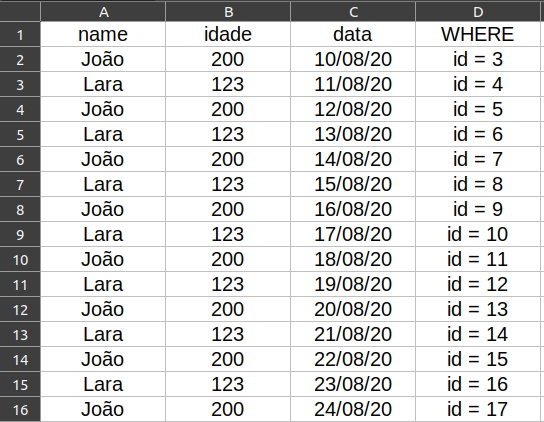 A B C D
1 name idade data WHERE
2 João 200 10/08/20 id = 3
3 Lara 123 11/08/20 id = 4
4 João 200 12/08/20 id = 5
5 Lara 123 13/08/20 id = 6
6 João 200 14/08/20 id = 7
7 Lara 123 15/08/20 id = 8
8 João 200 16/08/20 id = 9
9 Lara 123 17/08/20 id = 10
10 João 200 18/08/20 id = 11
11 Lara 123 19/08/20 id = 12
12 João 200 20/08/20 id = 13
13 Lara 123 21/08/20 id = 14
14 João 200 22/08/20 id = 15
15 Lara 123 23/08/20 id = 16
16 João 200 24/08/20 id = 17